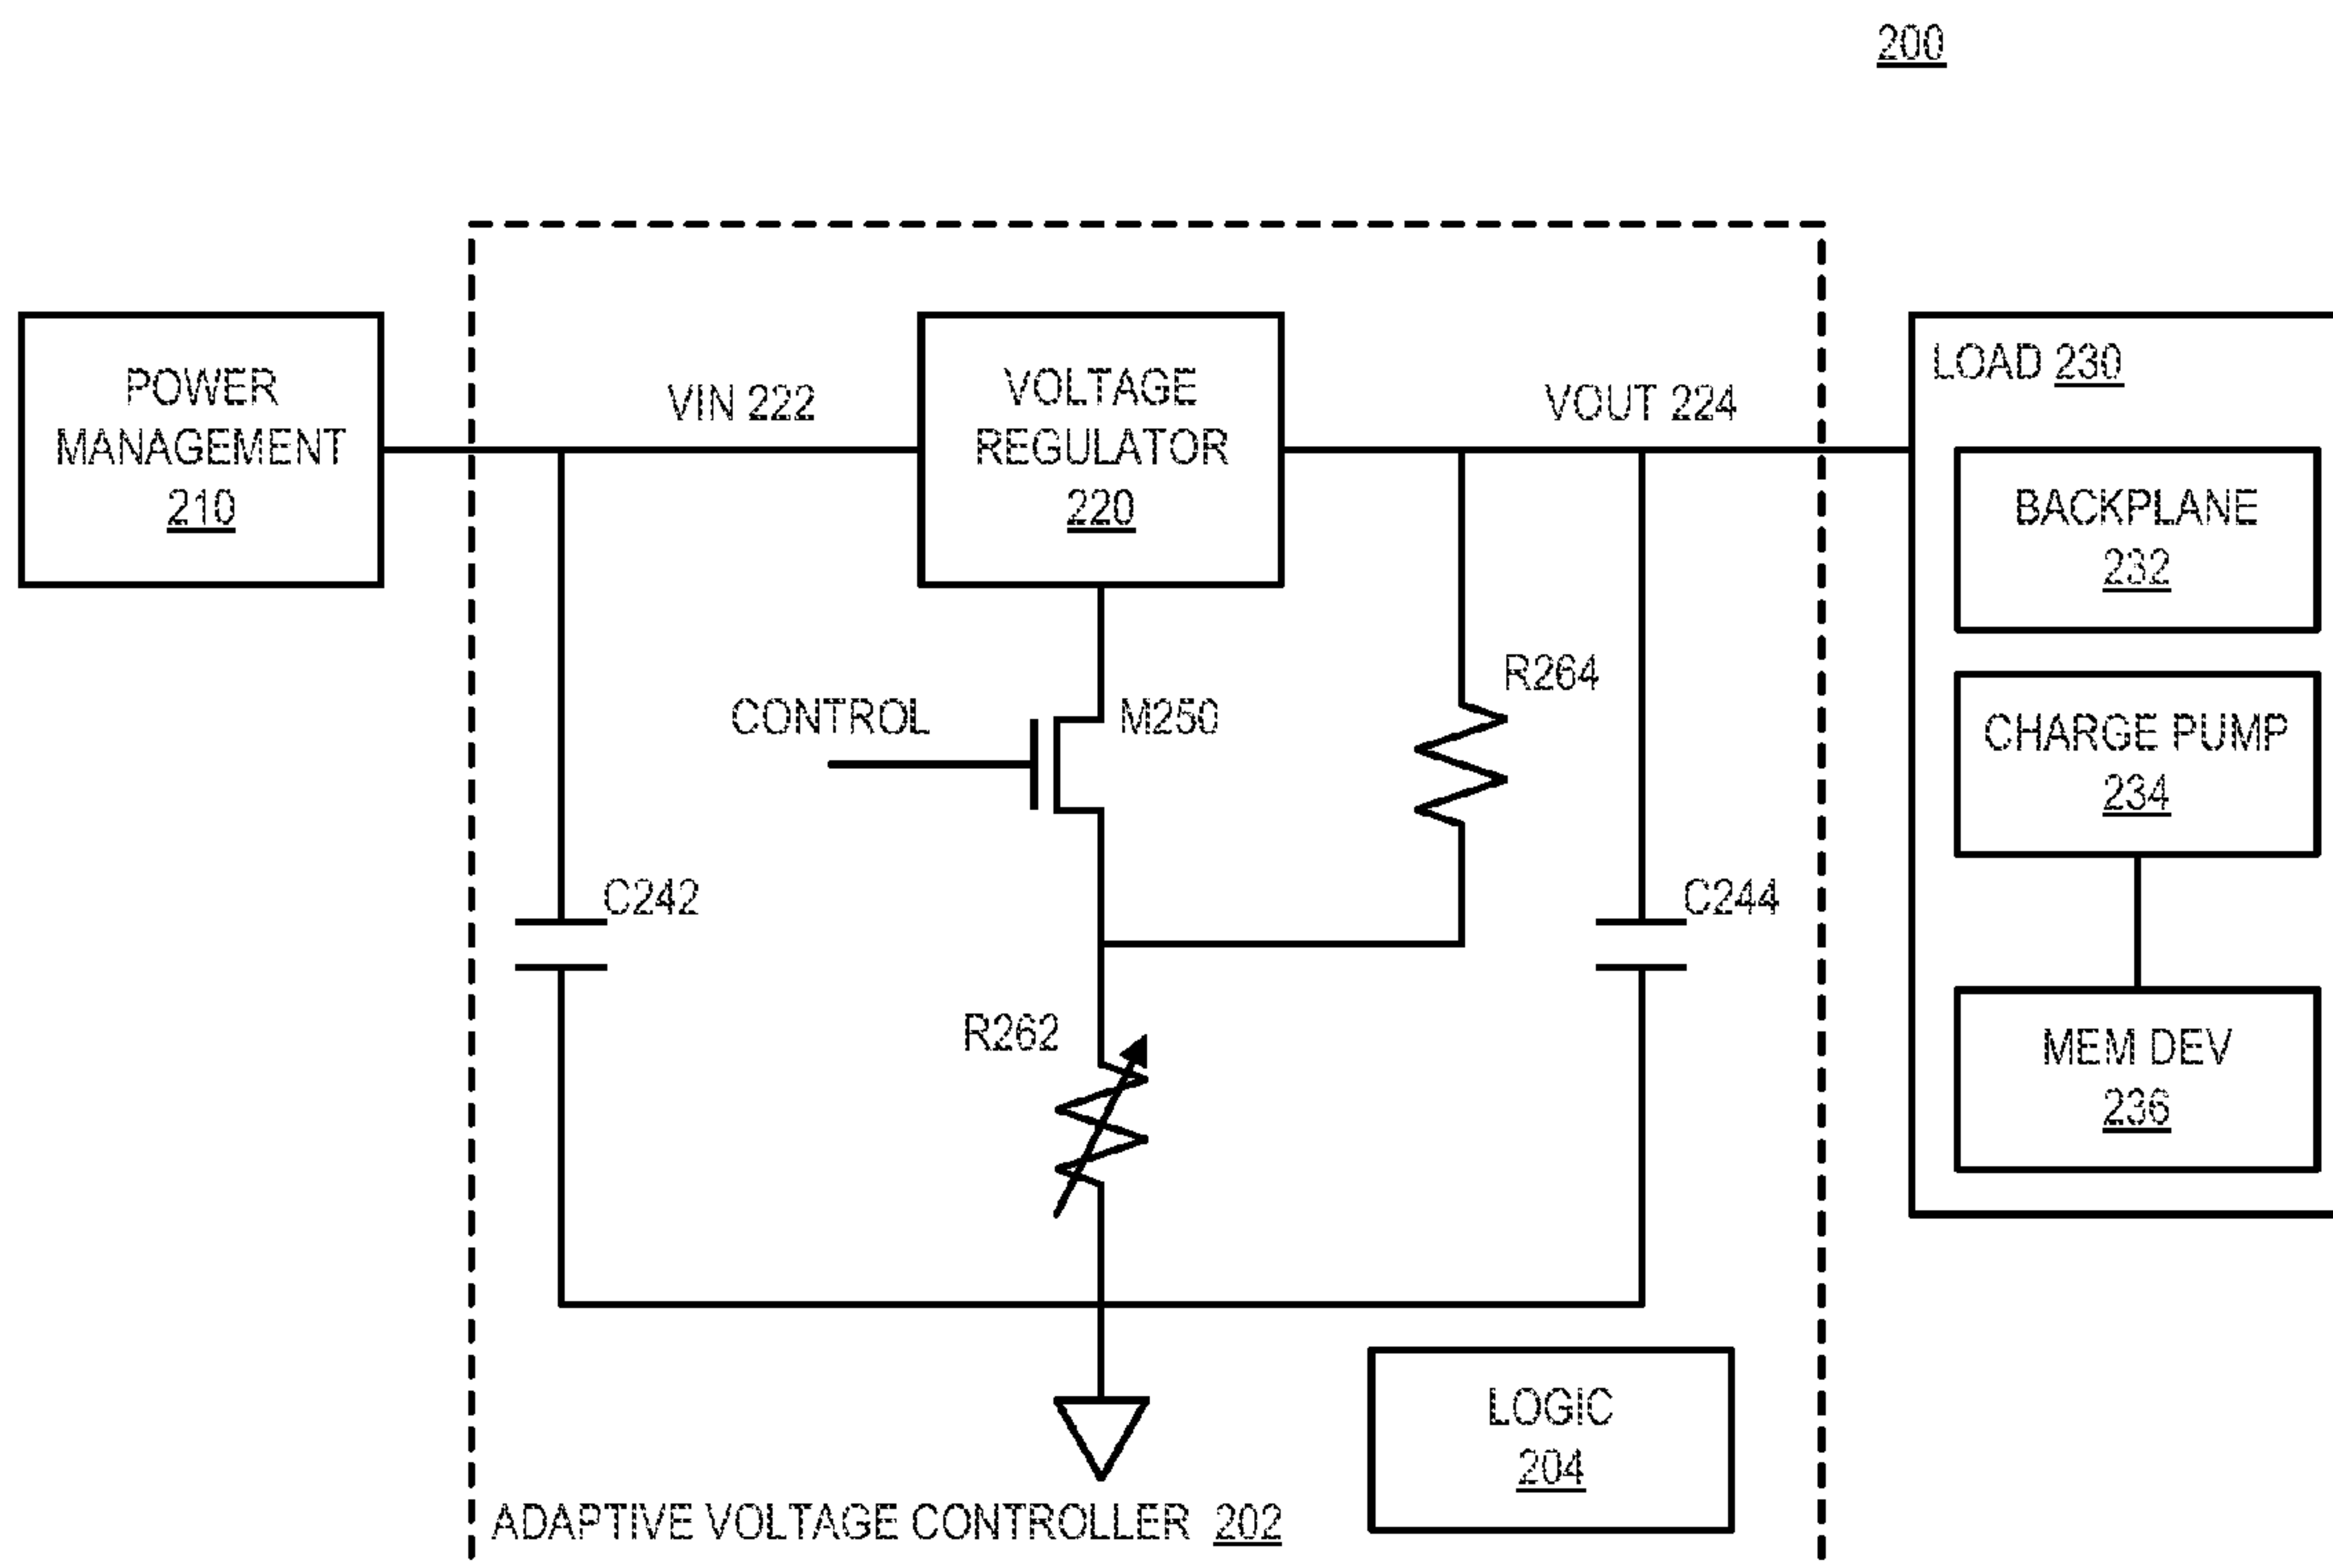 200
POWER
MANAGEMENT
210
VIN 222
VOLTAGE
REGULATOR
220
VOUT 224
LOAD 230
BACKPLANE
232
CHARGE PUMP
234
MEM DEV
236
CONTROL
M250
R264
C242
C244
R262
LOGIC
204
ADAPTIVE VOLTAGE CONTROLLER 202